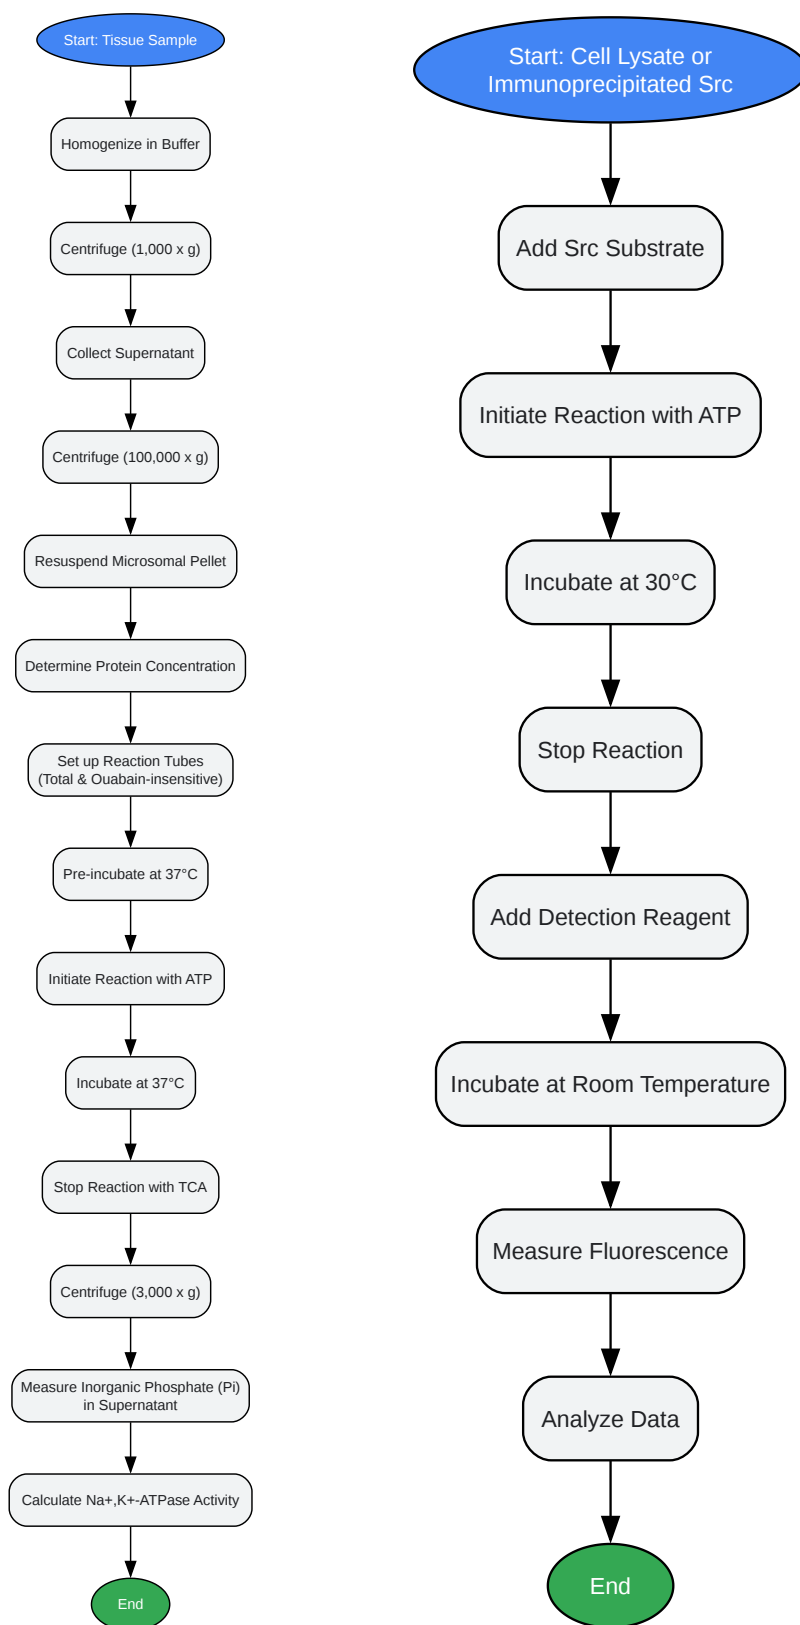 Start: Tissue Sample
Homogenize in Buffer
Centrifuge (1,000 x g)
Collect Supernatant
Centrifuge (100,000 x g)
Resuspend Microsomal Pellet
Determine Protein Concentration
Set up Reaction Tubes
(Total & Ouabain-insensitive)
Pre-incubate at 37°C
Initiate Reaction with ATP
Incubate at 37°C
Stop Reaction with TCA
Centrifuge (3,000 x g)
Measure Inorganic Phosphate (Pi)
in Supernatant
Calculate Na+,K+-ATPase Activity
End
Start: Cell Lysate or
Immunoprecipitated Src
Add Src Substrate
Initiate Reaction with ATP
Incubate at 30°C
Stop Reaction
Add Detection Reagent
Incubate at Room Temperature
Measure Fluorescence
Analyze Data
End